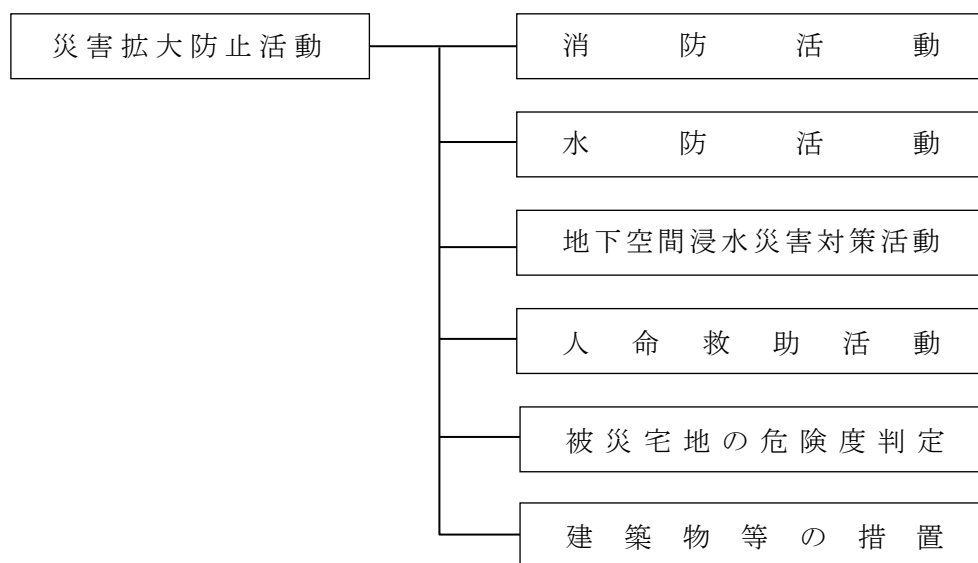 災害拡大防止活動
消防活動
水防活動
地下空間浸水災害対策活動
人命救助活動
被災宅地の危険度判定
建築物等の措置